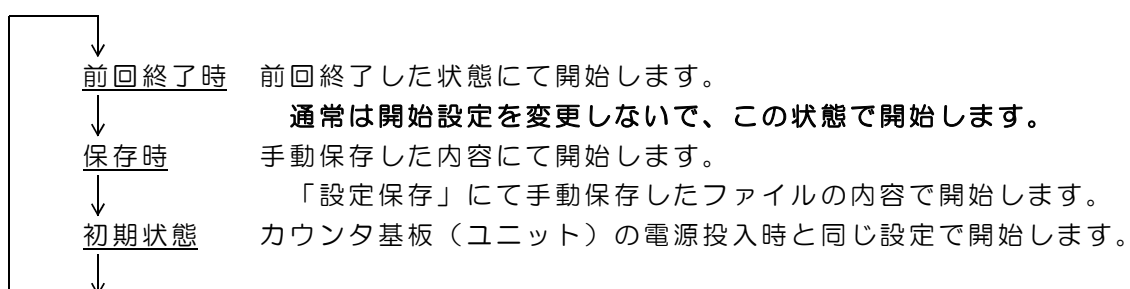 前回終了時 前回終了した状態にて開始します。
通常は開始設定を変更しないで、この状態で開始します。
保存時 手動保存した内容にて開始します。
「設定保存」にて手動保存したファイルの内容で開始します。
初期状態 カウンタ基板（ユニット）の電源投入時と同じ設定で開始します。